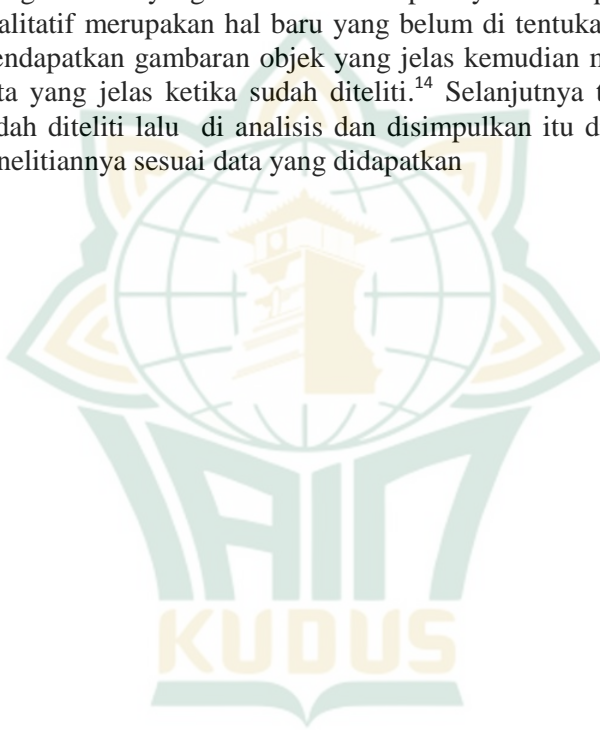 alitatif merupakan hal baru yang belum di tentuka
endapatkan gambaran objek yang jelas kemudian m
ta yang jelas ketika sudah diteliti.¹⁴ Selanjutnya t
dah diteliti lalu di analisis dan disimpulkan itu d
nelitiannya sesuai data yang didapatkan
IAIN
KUDUS